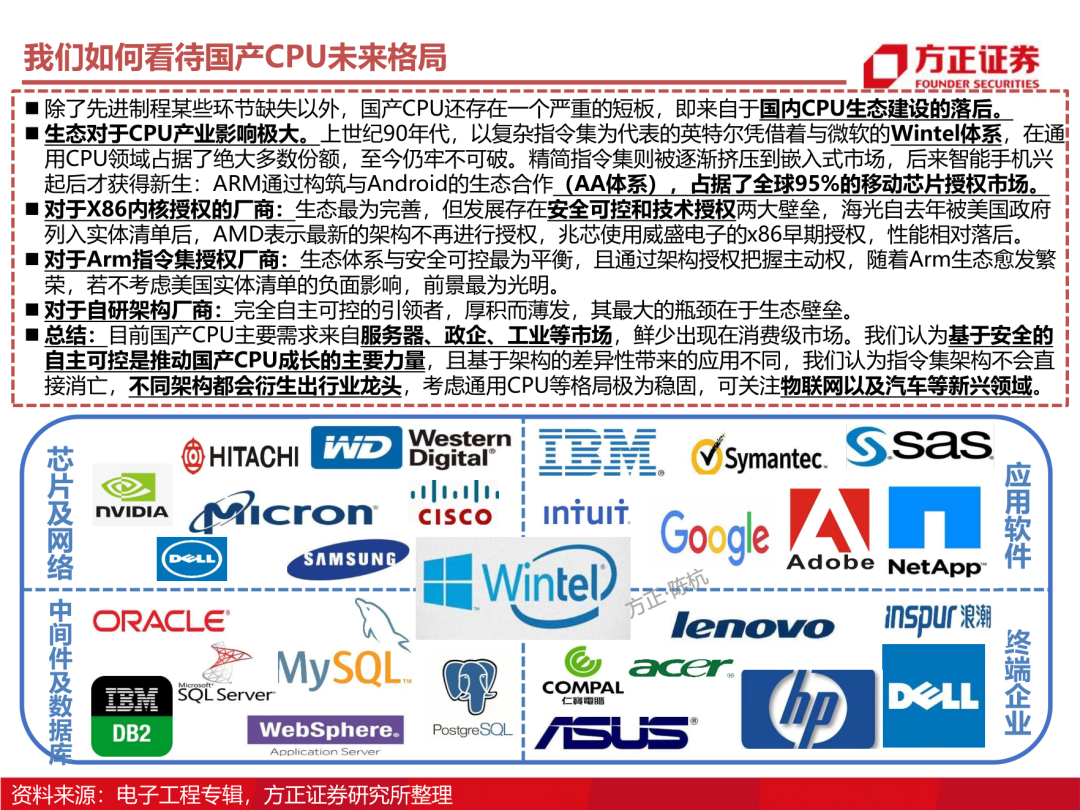 我们如何看待国产CPU未来格局
方正证券
FOUNDER SECURITIES
■ 除了先进制程某些环节缺失以外，国产CPU还存在一个严重的短板，即来自于国内CPU生态建设的落后。
■ 生态对于CPU产业影响极大。上世纪90年代，以复杂指令集为代表的英特尔凭借着与微软的Wintel体系，在通
用CPU领域占据了绝大多数份额，至今仍牢不可破。精简指令集则被逐渐挤压到嵌入式市场，后来智能手机兴
起后才获得新生：ARM通过构筑与Android的生态合作（AA体系），占据了全球95%的移动芯片授权市场。
■ 对于X86内核授权的厂商：生态最为完善，但发展存在安全可控和技术授权两大壁垒，海光自去年被美国政府
列入实体清单后，AMD表示最新的架构不再进行授权，兆芯使用威盛电子的x86早期授权，性能相对落后。
■ 对于Arm指令集授权厂商：生态体系与安全可控最为平衡，且通过架构授权把握主动权，随着Arm生态愈发繁
荣，若不考虑美国实体清单的负面影响，前景最为光明。
■ 对于自研架构厂商：完全自主可控的引领者，厚积而薄发，其最大的瓶颈在于生态壁垒。
■ 总结：目前国产CPU主要需求来自服务器、政企、工业等市场，鲜少出现在消费级市场。我们认为基于安全的
自主可控是推动国产CPU成长的主要力量，且基于架构的差异性带来的应用不同，我们认为指令集架构不会直
接消亡，不同架构都会衍生出行业龙头，考虑通用CPU等格局极为稳固，可关注物联网以及汽车等新兴领域。
芯片及网络
HITACHI
WD
Western
Digital®
NVIDIA
Micron
CISCO
DELL
SAMSUNG
IBM®
Symantec.
sas
intuit
Google
Adobe
NetApp™
应用软件
Wintel
方正·陈杭
中间件及数据库
ORACLE®
Microsoft®
SQL Server
MySQL™
IBM
DB2
WebSphere.
Application Server
PostgreSQL
lenovo
inspur 浪潮
COMPAL
仁寶電腦
acer
ASUS®
hp
DELL
终端企业
资料来源：电子工程专辑，方正证券研究所整理